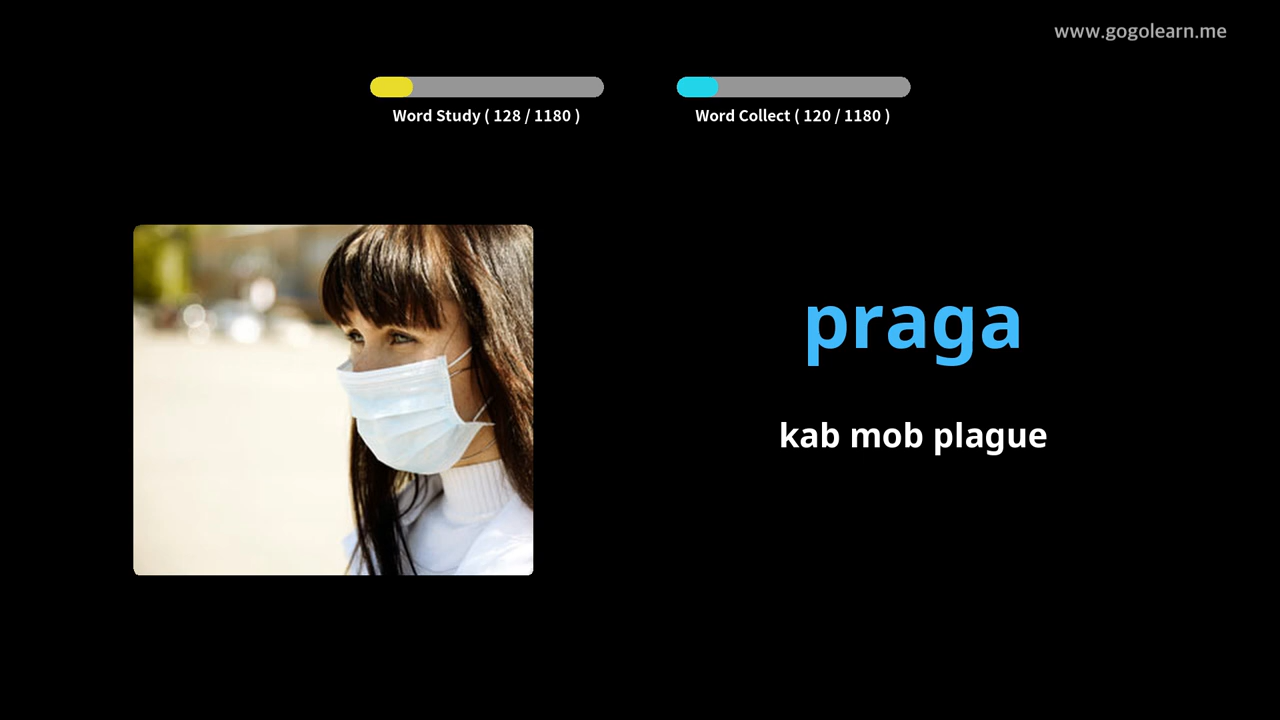 www.gogolearn.me
Word Study ( 128 / 1180 )
Word Collect ( 120 / 1180 )
praga
kab mob plague